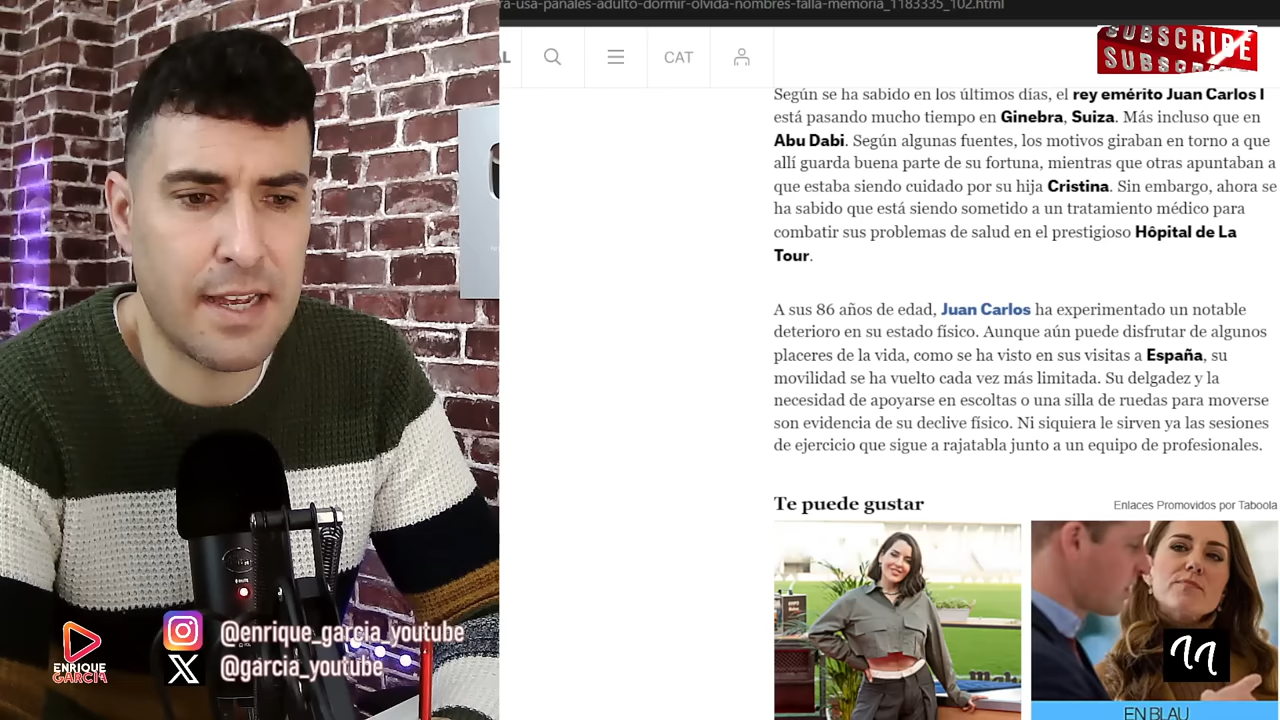 ra-usa-panales-adulto-dormir-olvida-nombres-falla-memoria_1183335_102.html
CAT
SUBSCRIBE
SUBSCRIBE
Según se ha sabido en los últimos días, el rey emérito Juan Carlos I
está pasando mucho tiempo en Ginebra, Suiza. Más incluso que en
Abu Dabi. Según algunas fuentes, los motivos giraban en torno a que
allí guarda buena parte de su fortuna, mientras que otras apuntaban a
que estaba siendo cuidado por su hija Cristina. Sin embargo, ahora se
ha sabido que está siendo sometido a un tratamiento médico para
combatir sus problemas de salud en el prestigioso Hôpital de La
Tour.
A sus 86 años de edad, Juan Carlos ha experimentado un notable
deterioro en su estado físico. Aunque aún puede disfrutar de algunos
placeres de la vida, como se ha visto en sus visitas a España, su
movilidad se ha vuelto cada vez más limitada. Su delgadez y la
necesidad de apoyarse en escoltas o una silla de ruedas para moverse
son evidencia de su declive físico. Ni siquiera le sirven ya las sesiones
de ejercicio que sigue a rajatabla junto a un equipo de profesionales.
Te puede gustar
Enlaces Promovidos por Taboola
EN BLAU
@enrique_garcia_youtube
@garcia_youtube
ENRIQUE
GARCIA